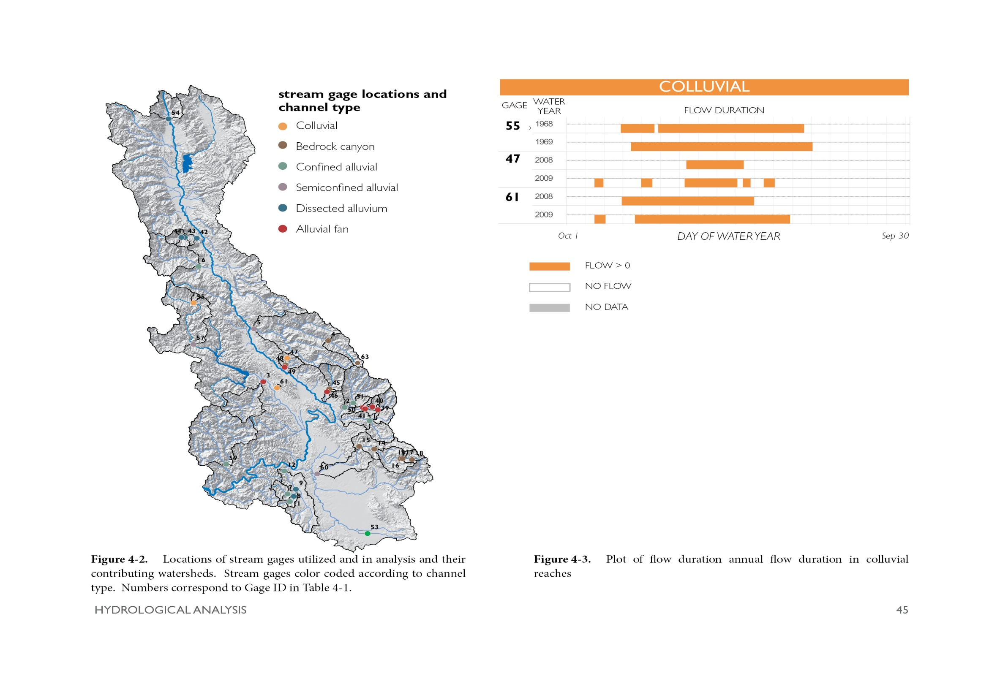 stream gage locations and
channel type
Colluvial
Bedrock canyon
Confined alluvial
Semiconfined alluvial
Dissected alluvium
Alluvial fan
54
44
43
42
6
55
5
57
4
47
48
63
49
3
61
45
46
2
51
40
50
39
41
1
15
14
17
18
16
59
12
60
9
7
8
11
53
Figure 4-2. Locations of stream gages utilized and in analysis and their
contributing watersheds. Stream gages color coded according to channel
type. Numbers correspond to Gage ID in Table 4-1.
COLLUVIAL
GAGE
WATER
YEAR
FLOW DURATION
55
1968
1969
47
2008
2009
61
2008
2009
Oct 1
DAY OF WATER YEAR
Sep 30
FLOW > 0
NO FLOW
NO DATA
Figure 4-3. Plot of flow duration annual flow duration in colluvial
reaches
HYDROLOGICAL ANALYSIS
45